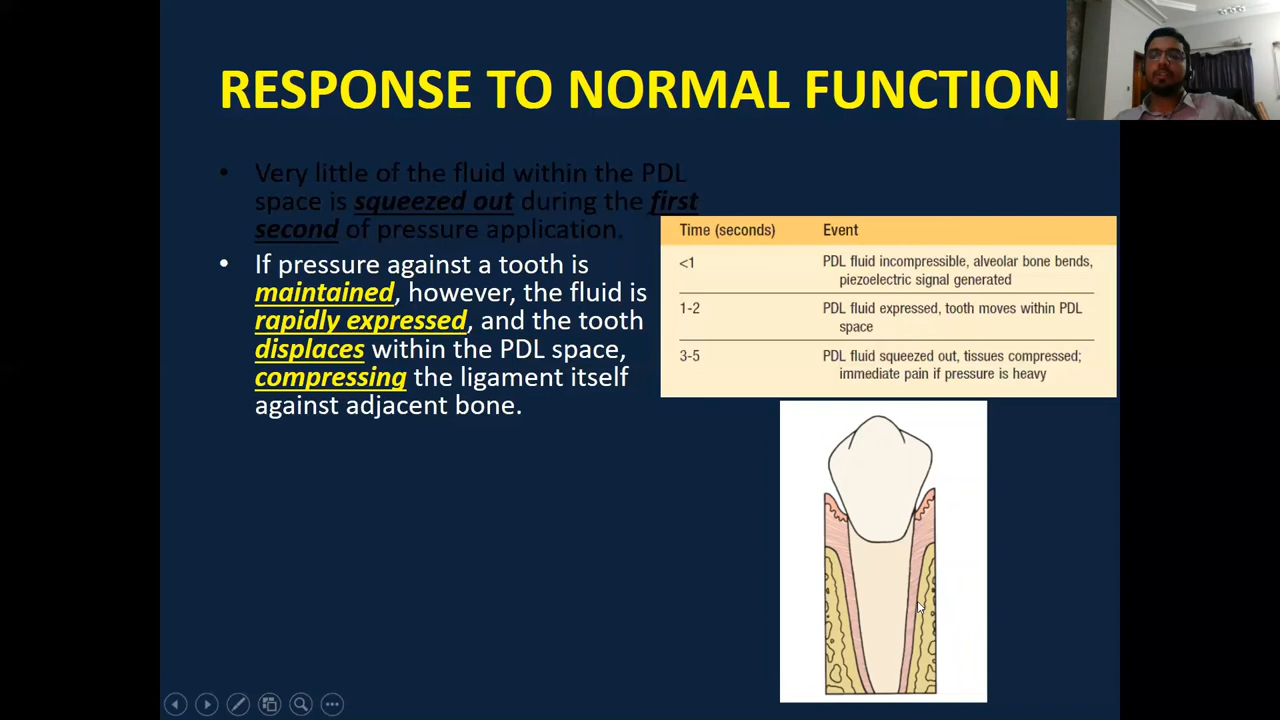 RESPONSE TO NORMAL FUNCTION
• Very little of the fluid within the PDL
space is squeezed out during the first
second of pressure application.
• If pressure against a tooth is
maintained, however, the fluid is
rapidly expressed, and the tooth
displaces within the PDL space,
compressing the ligament itself
against adjacent bone.
Time (seconds) Event
<1 PDL fluid incompressible, alveolar bone bends,
piezoelectric signal generated
1-2 PDL fluid expressed, tooth moves within PDL
space
3-5 PDL fluid squeezed out, tissues compressed;
immediate pain if pressure is heavy